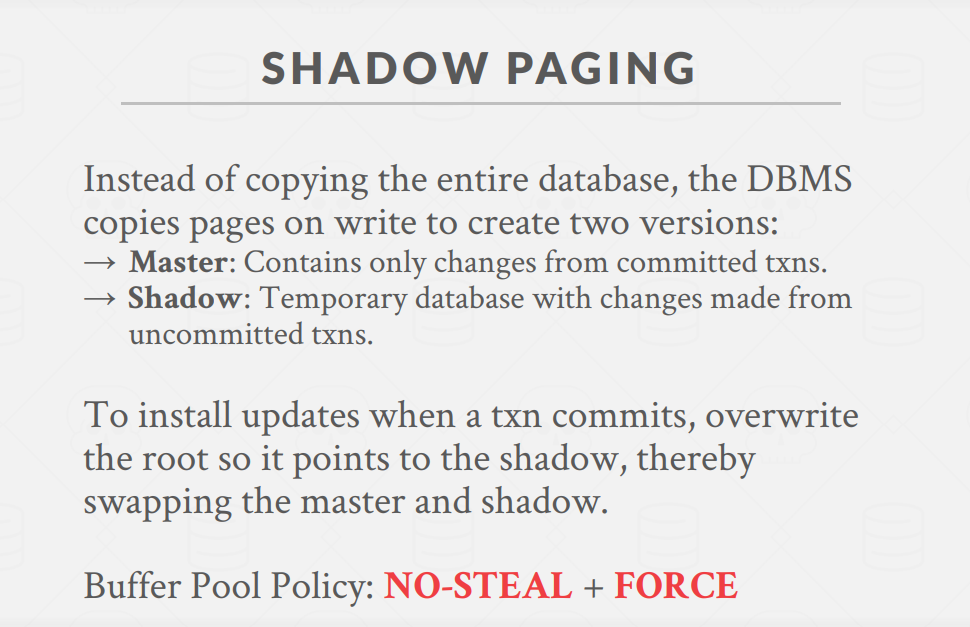 SHADOW PAGING
Instead of copying the entire database, the DBMS
copies pages on write to create two versions:
→ Master: Contains only changes from committed txns.
→ Shadow: Temporary database with changes made from
uncommitted txns.
To install updates when a txn commits, overwrite
the root so it points to the shadow, thereby
swapping the master and shadow.
Buffer Pool Policy: NO-STEAL + FORCE